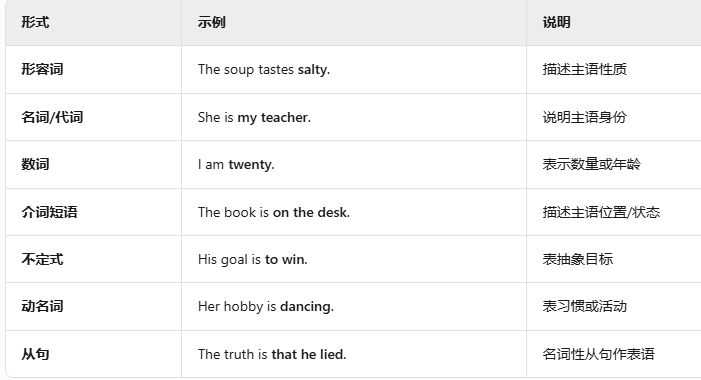 形式 示例 说明
形容词 The soup tastes salty. 描述主语性质
名词/代词 She is my teacher. 说明主语身份
数词 I am twenty. 表示数量或年龄
介词短语 The book is on the desk. 描述主语位置/状态
不定式 His goal is to win. 表抽象目标
动名词 Her hobby is dancing. 表习惯或活动
从句 The truth is that he lied. 名词性从句作表语